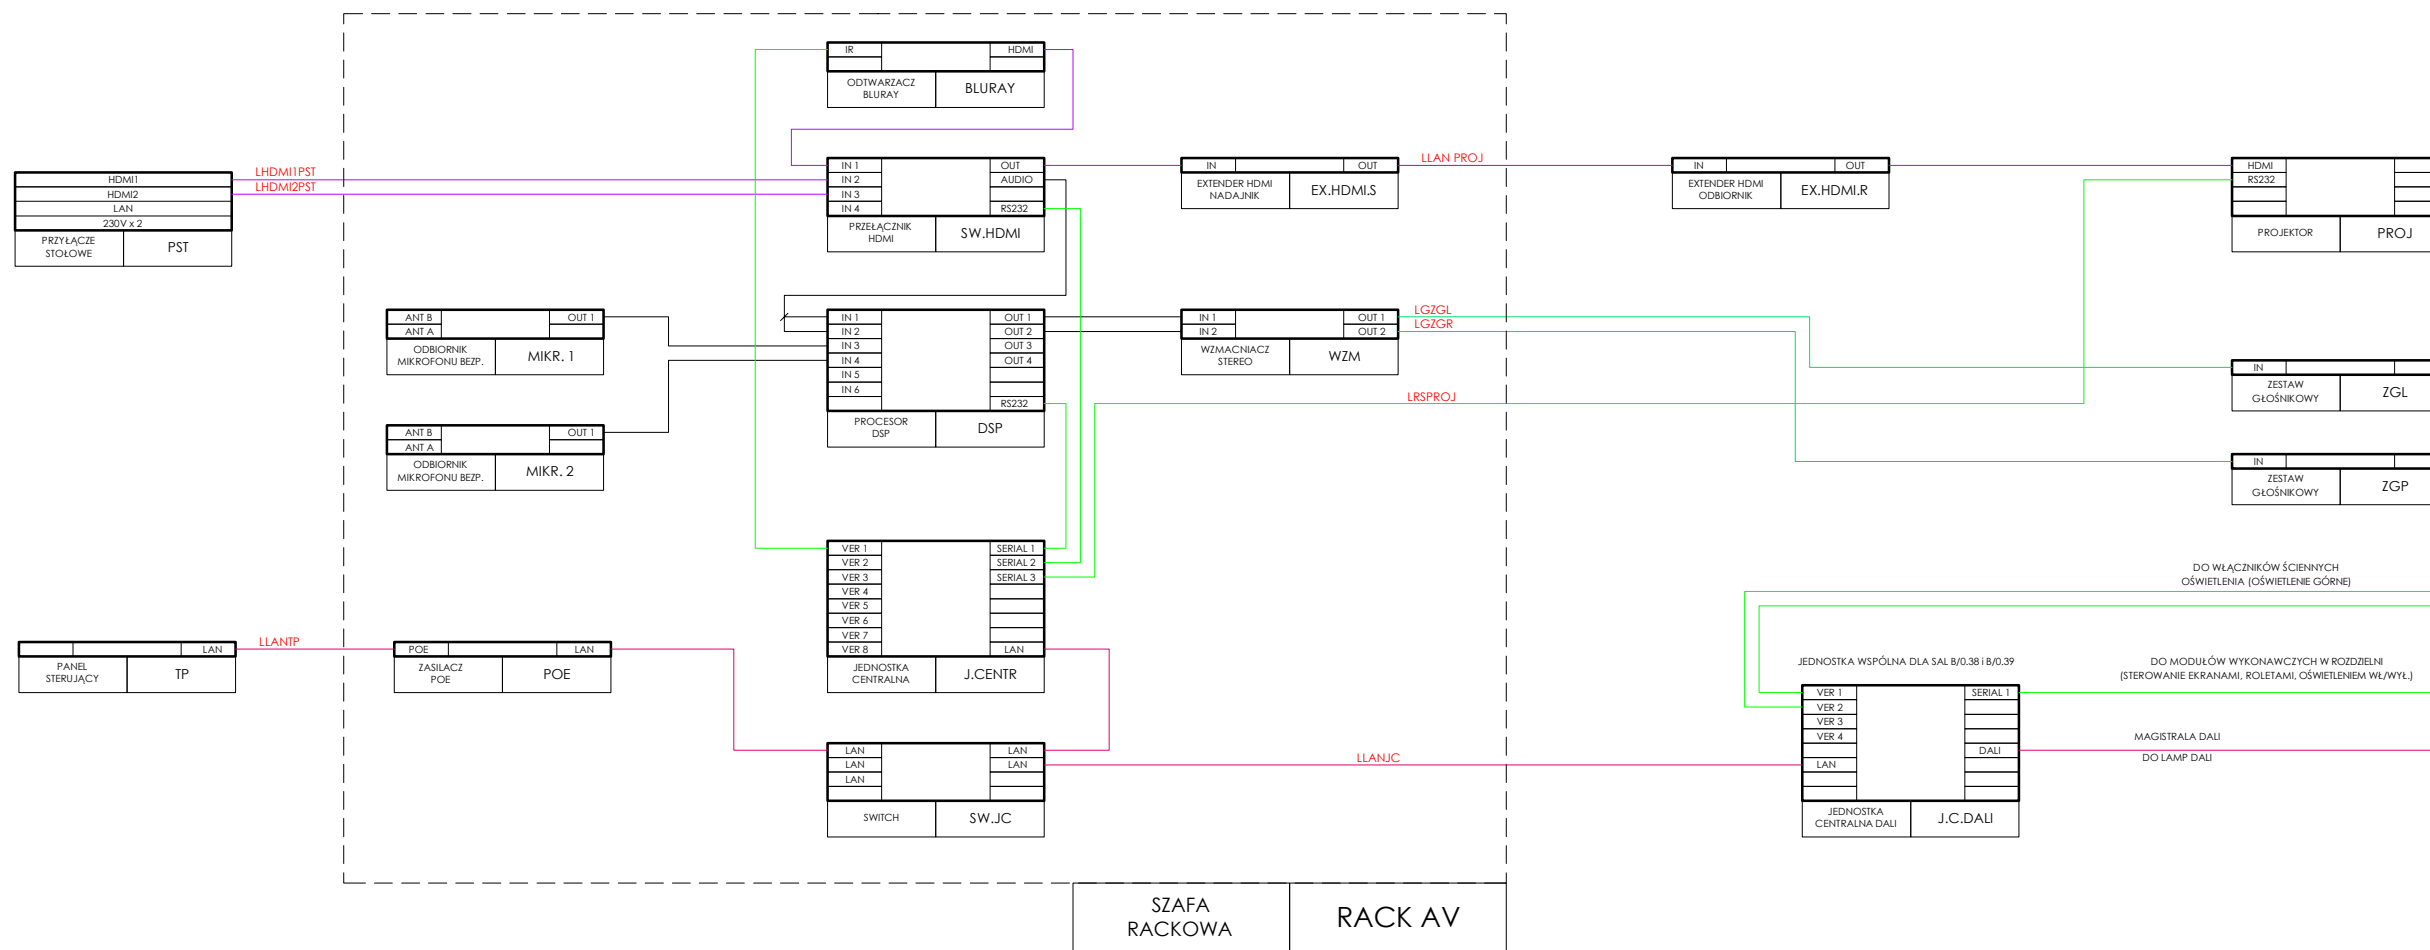 IR
HDMI
ODTWARZACZ
BLURAY
BLURAY
HDMI1
HDMI2
LAN
230V x 2
PRZYŁĄCZE
STOŁOWE
PST
LHDMI1PST
LHDMI2PST
IN 1
IN 2
IN 3
IN 4
OUT
AUDIO
RS232
PRZEŁĄCZNIK
HDMI
SW.HDMI
IN
OUT
EXTENDER HDMI
NADAJNIK
EX.HDMI.S
LLAN PROJ
IN
OUT
EXTENDER HDMI
ODBIORNIK
EX.HDMI.R
HDMI
RS232
PROJEKTOR
PROJ
ANT B
ANT A
OUT 1
ODBIORNIK
MIKROFONU BEZP.
MIKR. 1
IN 1
IN 2
IN 3
IN 4
IN 5
IN 6
OUT 1
OUT 2
OUT 3
OUT 4
RS232
PROCESOR
DSP
DSP
IN 1
IN 2
OUT 1
OUT 2
WZMACNIACZ
STEREO
WZM
LGZGL
LGZGR
LRSPROJ
IN
ZESTAW
GŁOŚNIKOWY
ZGL
ANT B
ANT A
OUT 1
ODBIORNIK
MIKROFONU BEZP.
MIKR. 2
IN
ZESTAW
GŁOŚNIKOWY
ZGP
VER 1
VER 2
VER 3
VER 4
VER 5
VER 6
VER 7
VER 8
SERIAL 1
SERIAL 2
SERIAL 3
LAN
JEDNOSTKA
CENTRALNA
J.CENTR
DO WŁĄCZNIKÓW ŚCIENNYCH
OŚWIETLENIA (OŚWIETLENIE GÓRNE)
LAN
PANEL
STERUJĄCY
TP
LLANTP
POE
LAN
ZASILACZ
POE
POE
JEDNOSTKA WSPÓLNA DLA SAL B/0.38 i B/0.39
DO MODUŁÓW WYKONAWCZYCH W ROZDZIELNI
(STEROWANIE EKRANAMI, ROLETAMI, OŚWIETLENIEM WŁ/WYŁ.)
VER 1
VER 2
VER 3
VER 4
LAN
SERIAL 1
DALI
JEDNOSTKA
CENTRALNA DALI
J.C.DALI
MAGISTRALA DALI
DO LAMP DALI
LAN
LAN
LAN
LAN
LAN
SWITCH
SW.JC
LLANJC
SZAFA
RACKOWA
RACK AV